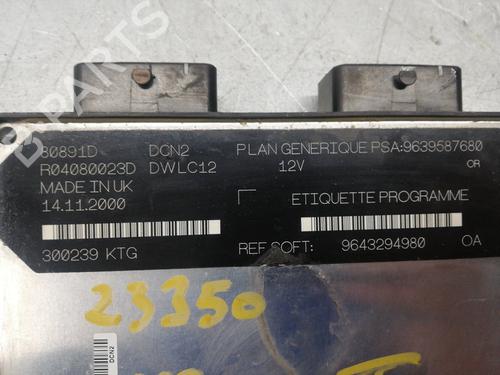 80891D DCN2 PLAN GENERIQUE PSA:9639587680
R04080023D DWLC12 12V OR
MADE IN UK
14.11.2000 ETIQUETTE PROGRAMME
300239 KTG REF SOFT: 9643294980 OA
23350
DCN2
B-PARTS